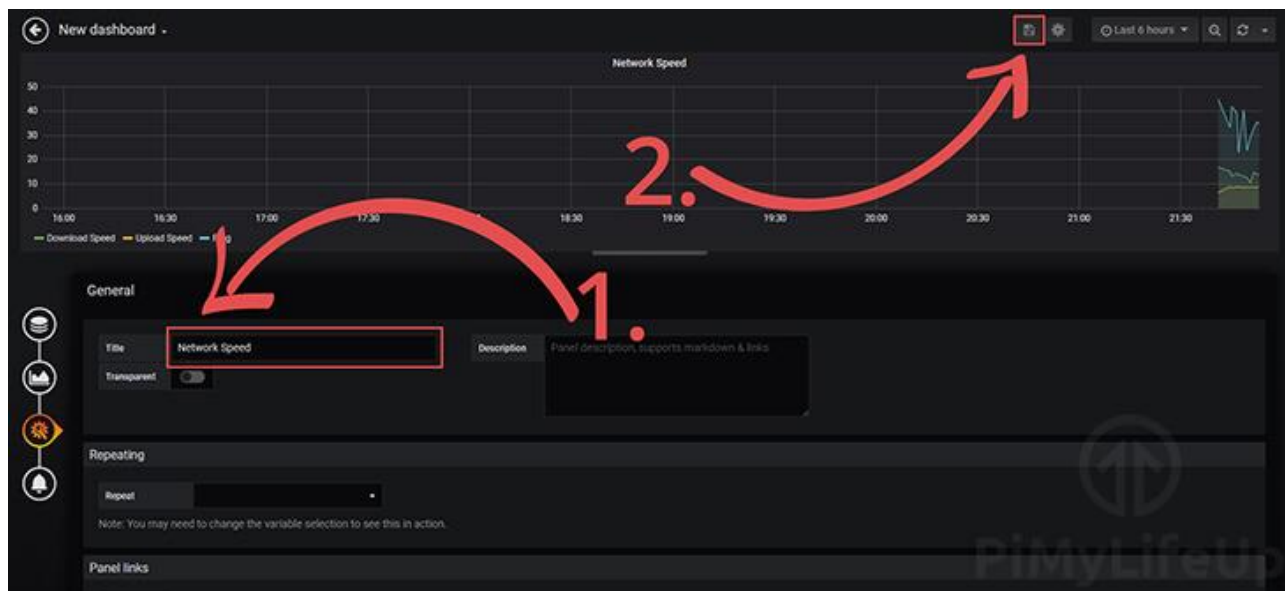 New dashboard
Last 6 hours
Network Speed
50
40
30
20
10
0
16:00 16:30 17:00 17:30 18:30 19:00 19:30 20:00 20:30 21:00 21:30
Download Speed Upload Speed Ping
2.
1.
General
Title Network Speed Description Panel description, supports markdown & links
Transparent
Repeating
Repeat
Note: You may need to change the variable selection to see this in action.
Panel links
PiMyLifeUp